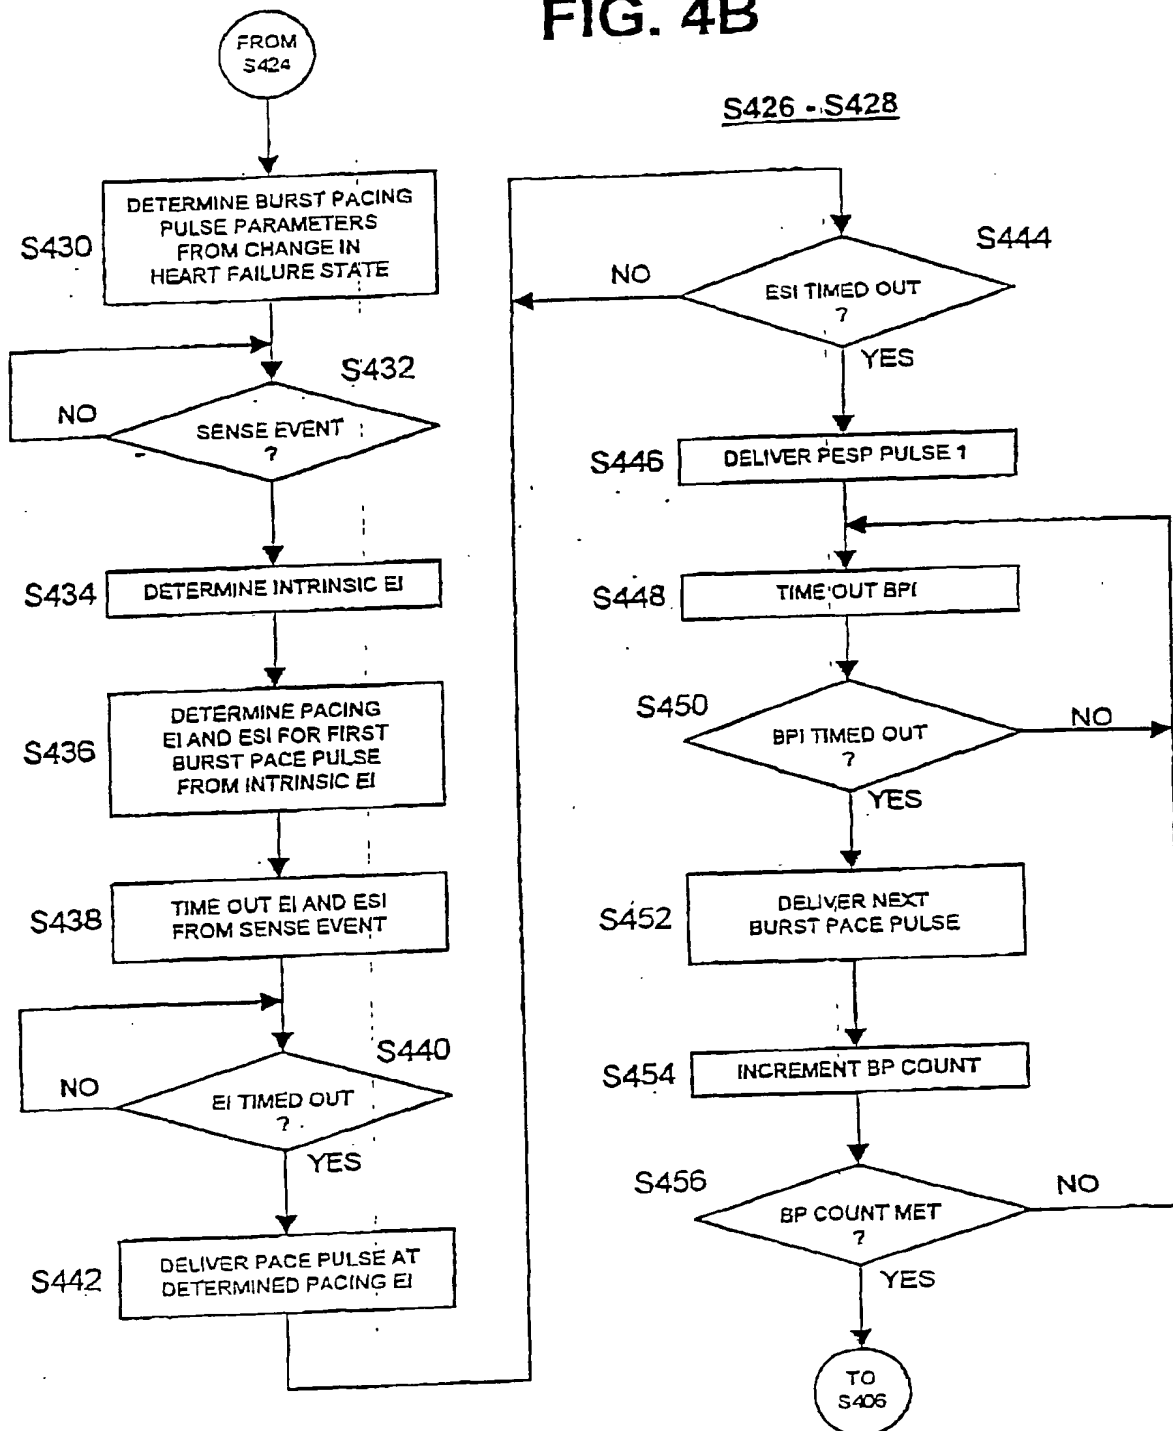 FIG. 4B
FROM
S424
S430
DETERMINE BURST PACING
PULSE PARAMETERS
FROM CHANGE IN
HEART FAILURE STATE
S432
NO
SENSE EVENT
?
S434
DETERMINE INTRINSIC EI
S436
DETERMINE PACING
EI AND ESI FOR FIRST
BURST PACE PULSE
FROM INTRINSIC EI
S438
TIME OUT EI AND ESI
FROM SENSE EVENT
S440
NO
EI TIMED OUT
?
YES
S442
DELIVER PACE PULSE AT
DETERMINED PACING EI
S426 - S428
S444
NO
ESI TIMED OUT
?
YES
S446
DELIVER PESP PULSE 1
S448
TIME OUT BPI
S450
NO
BPI TIMED OUT
?
YES
S452
DELIVER NEXT
BURST PACE PULSE
S454
INCREMENT BP COUNT
S456
NO
BP COUNT MET
?
YES
TO
S406